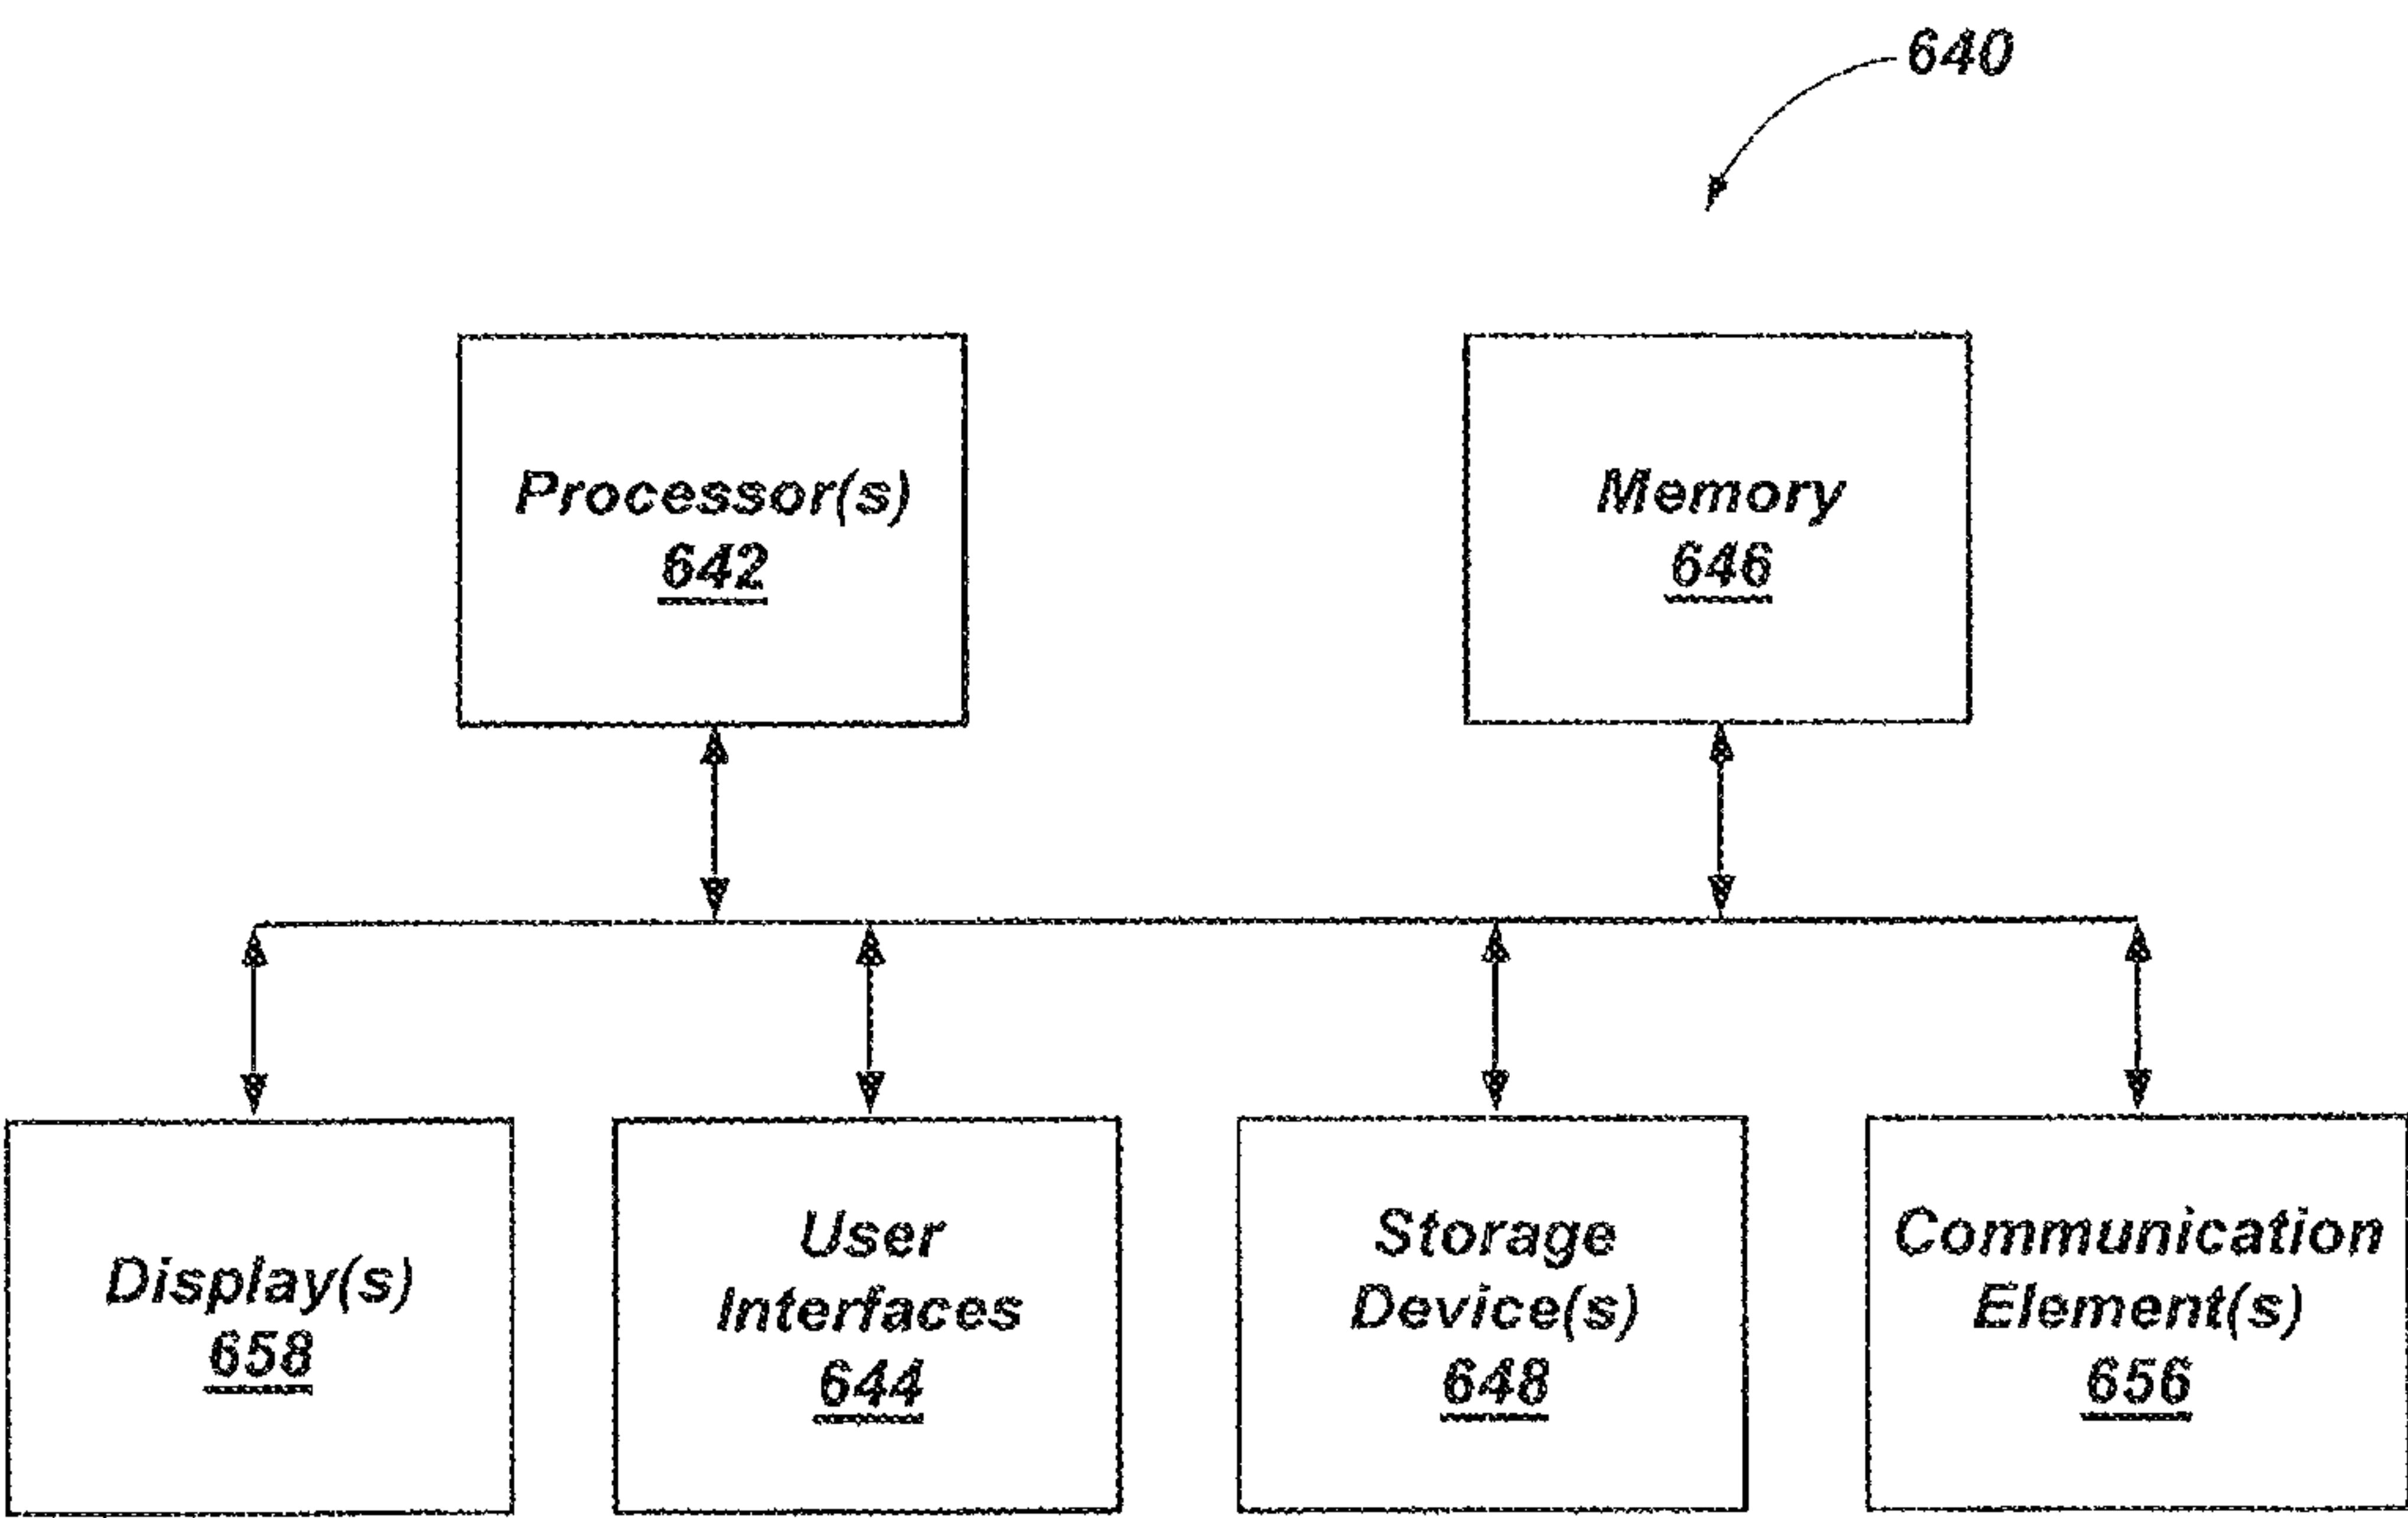 640
Processor(s)
642
Memory
646
Display(s)
658
User
Interfaces
644
Storage
Device(s)
648
Communication
Element(s)
656